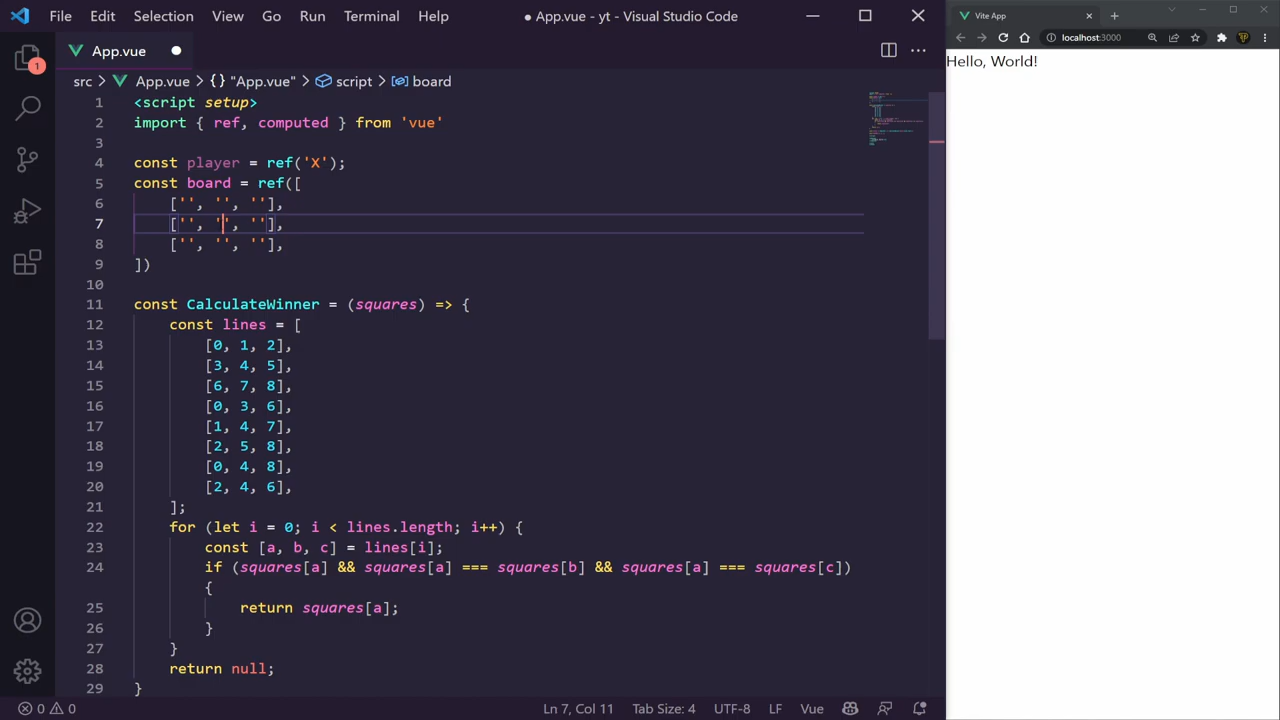 File Edit Selection View Go Run Terminal Help
● App.vue - yt - Visual Studio Code
App.vue
1
src > App.vue > {} "App.vue" > script > board
1 <script setup>
2 import { ref, computed } from 'vue'
3
4 const player = ref('X');
5 const board = ref([
6 ['', '', ''],
7 ['', '', ''],
8 ['', '', ''],
9 ])
10
11 const CalculateWinner = (squares) => {
12 const lines = [
13 [0, 1, 2],
14 [3, 4, 5],
15 [6, 7, 8],
16 [0, 3, 6],
17 [1, 4, 7],
18 [2, 5, 8],
19 [0, 4, 8],
20 [2, 4, 6],
21 ];
22 for (let i = 0; i < lines.length; i++) {
23 const [a, b, c] = lines[i];
24 if (squares[a] && squares[a] === squares[b] && squares[a] === squares[c])
{
25 return squares[a];
26 }
27 }
28 return null;
29 }
0 0 Ln 7, Col 11 Tab Size: 4 UTF-8 LF Vue
Vite App
localhost:3000
Hello, World!